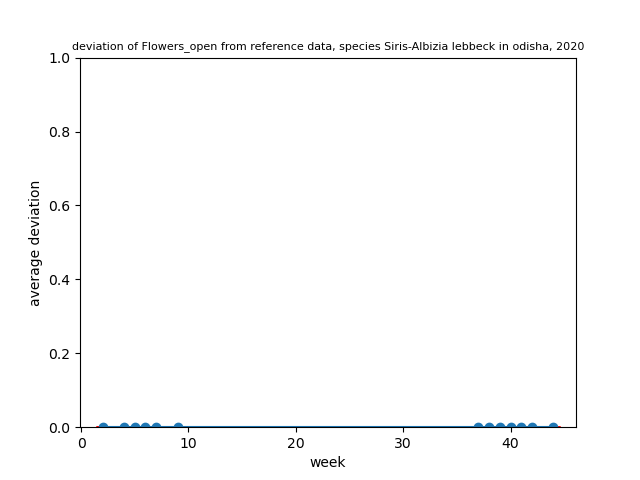 deviation of Flowers_open from reference data, species Siris-Albizia lebbeck in odisha, 2020
1.0
0.8
0.6
0.4
0.2
0.0
average deviation
0 10 20 30 40
week